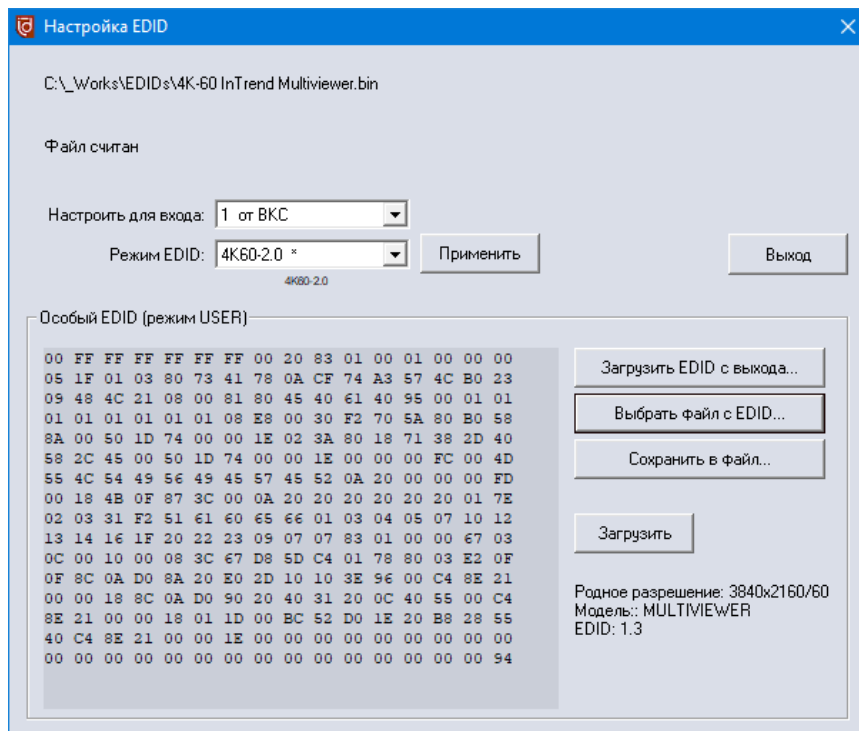 Настройка EDID
C:\_Works\EDIDs\4K-60 InTrend Multiviewer.bin
Файл считан
Настроить для входа: 1 от ВКС
Режим EDID: 4K60-2.0 * Применить Выход
4K60-2.0
Особый EDID (режим USER)
00 FF FF FF FF FF FF 00 20 83 01 00 01 00 00 00
05 1F 01 03 80 73 41 78 0A CF 74 A3 57 4C B0 23
09 48 4C 21 08 00 81 80 45 40 61 40 95 00 01 01
01 01 01 01 01 01 08 E8 00 30 F2 70 5A 80 B0 58
8A 00 50 1D 74 00 00 1E 02 3A 80 18 71 38 2D 40
58 2C 45 00 50 1D 74 00 00 1E 00 00 00 FC 00 4D
55 4C 54 49 56 49 45 57 45 52 0A 20 00 00 00 FD
00 18 4B 0F 87 3C 00 0A 20 20 20 20 20 20 01 7E
02 03 31 F2 51 61 60 65 66 01 03 04 05 07 10 12
13 14 16 1F 20 22 23 09 07 07 83 01 00 00 67 03
0C 00 10 00 08 3C 67 D8 5D C4 01 78 80 03 E2 0F
0F 8C 0A D0 8A 20 E0 2D 10 10 3E 96 00 C4 8E 21
00 00 18 8C 0A D0 90 20 40 31 20 0C 40 55 00 C4
8E 21 00 00 18 01 1D 00 BC 52 D0 1E 20 B8 28 55
40 C4 8E 21 00 00 1E 00 00 00 00 00 00 00 00 00
00 00 00 00 00 00 00 00 00 00 00 00 00 00 00 94
Загрузить EDID с выхода...
Выбрать файл с EDID...
Сохранить в файл...
Загрузить
Родное разрешение: 3840x2160/60
Модель:: MULTIVIEWER
EDID: 1.3